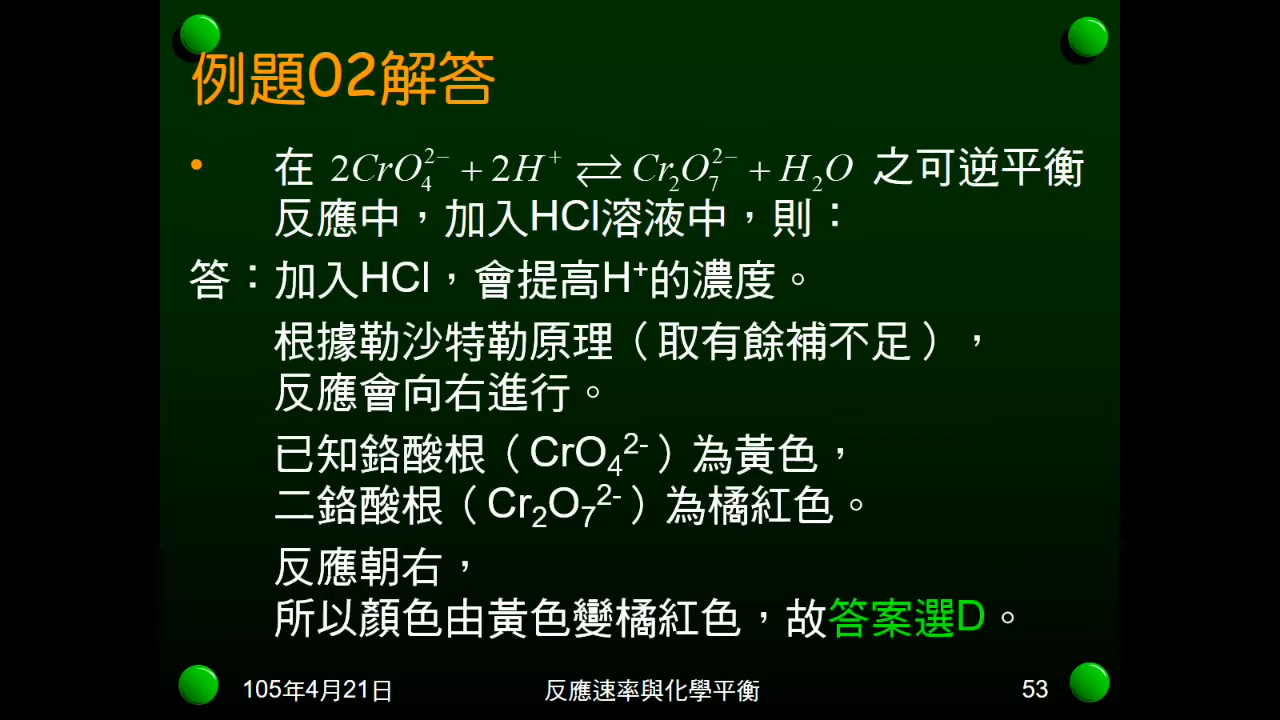 例題02解答
• 在 2CrO₄²⁻ + 2H⁺ ⇄ Cr₂O₇²⁻ + H₂O 之可逆平衡
反應中，加入HCl溶液中，則：
答：加入HCl，會提高H⁺的濃度。
根據勒沙特勒原理（取有餘補不足），
反應會向右進行。
已知鉻酸根（CrO₄²⁻）為黃色，
二鉻酸根（Cr₂O₇²⁻）為橘紅色。
反應朝右，
所以顏色由黃色變橘紅色，故答案選D。
105年4月21日 反應速率與化學平衡 53